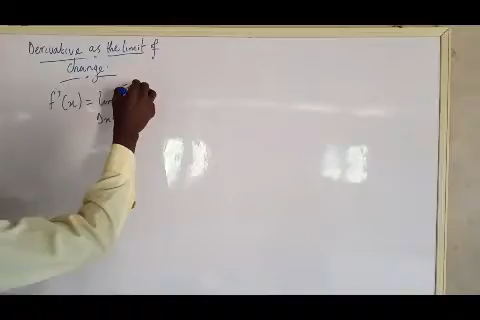 Derivative as the limit of
change.
f'(x) = lim
Δx